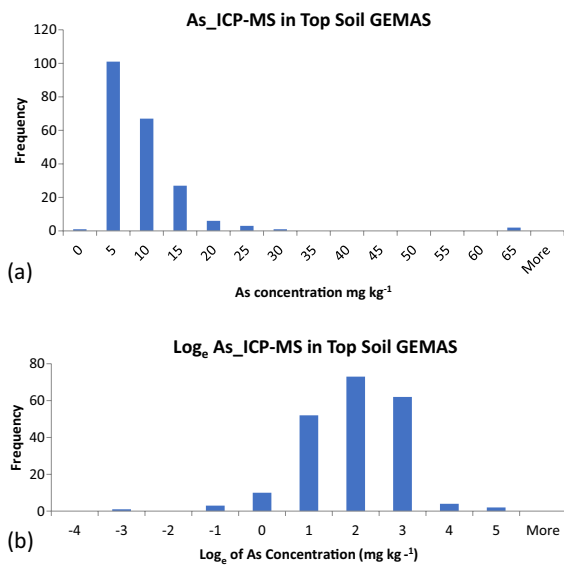 As_ICP-MS in Top Soil GEMAS
120
100
80
60
40
20
0
Frequency
0 5 10 15 20 25 30 35 40 45 50 55 60 65 More
As concentration mg kg⁻¹
(a)
Logₑ As_ICP-MS in Top Soil GEMAS
80
60
40
20
0
Frequency
-4 -3 -2 -1 0 1 2 3 4 5 More
Logₑ of As Concentration (mg kg ⁻¹)
(b)